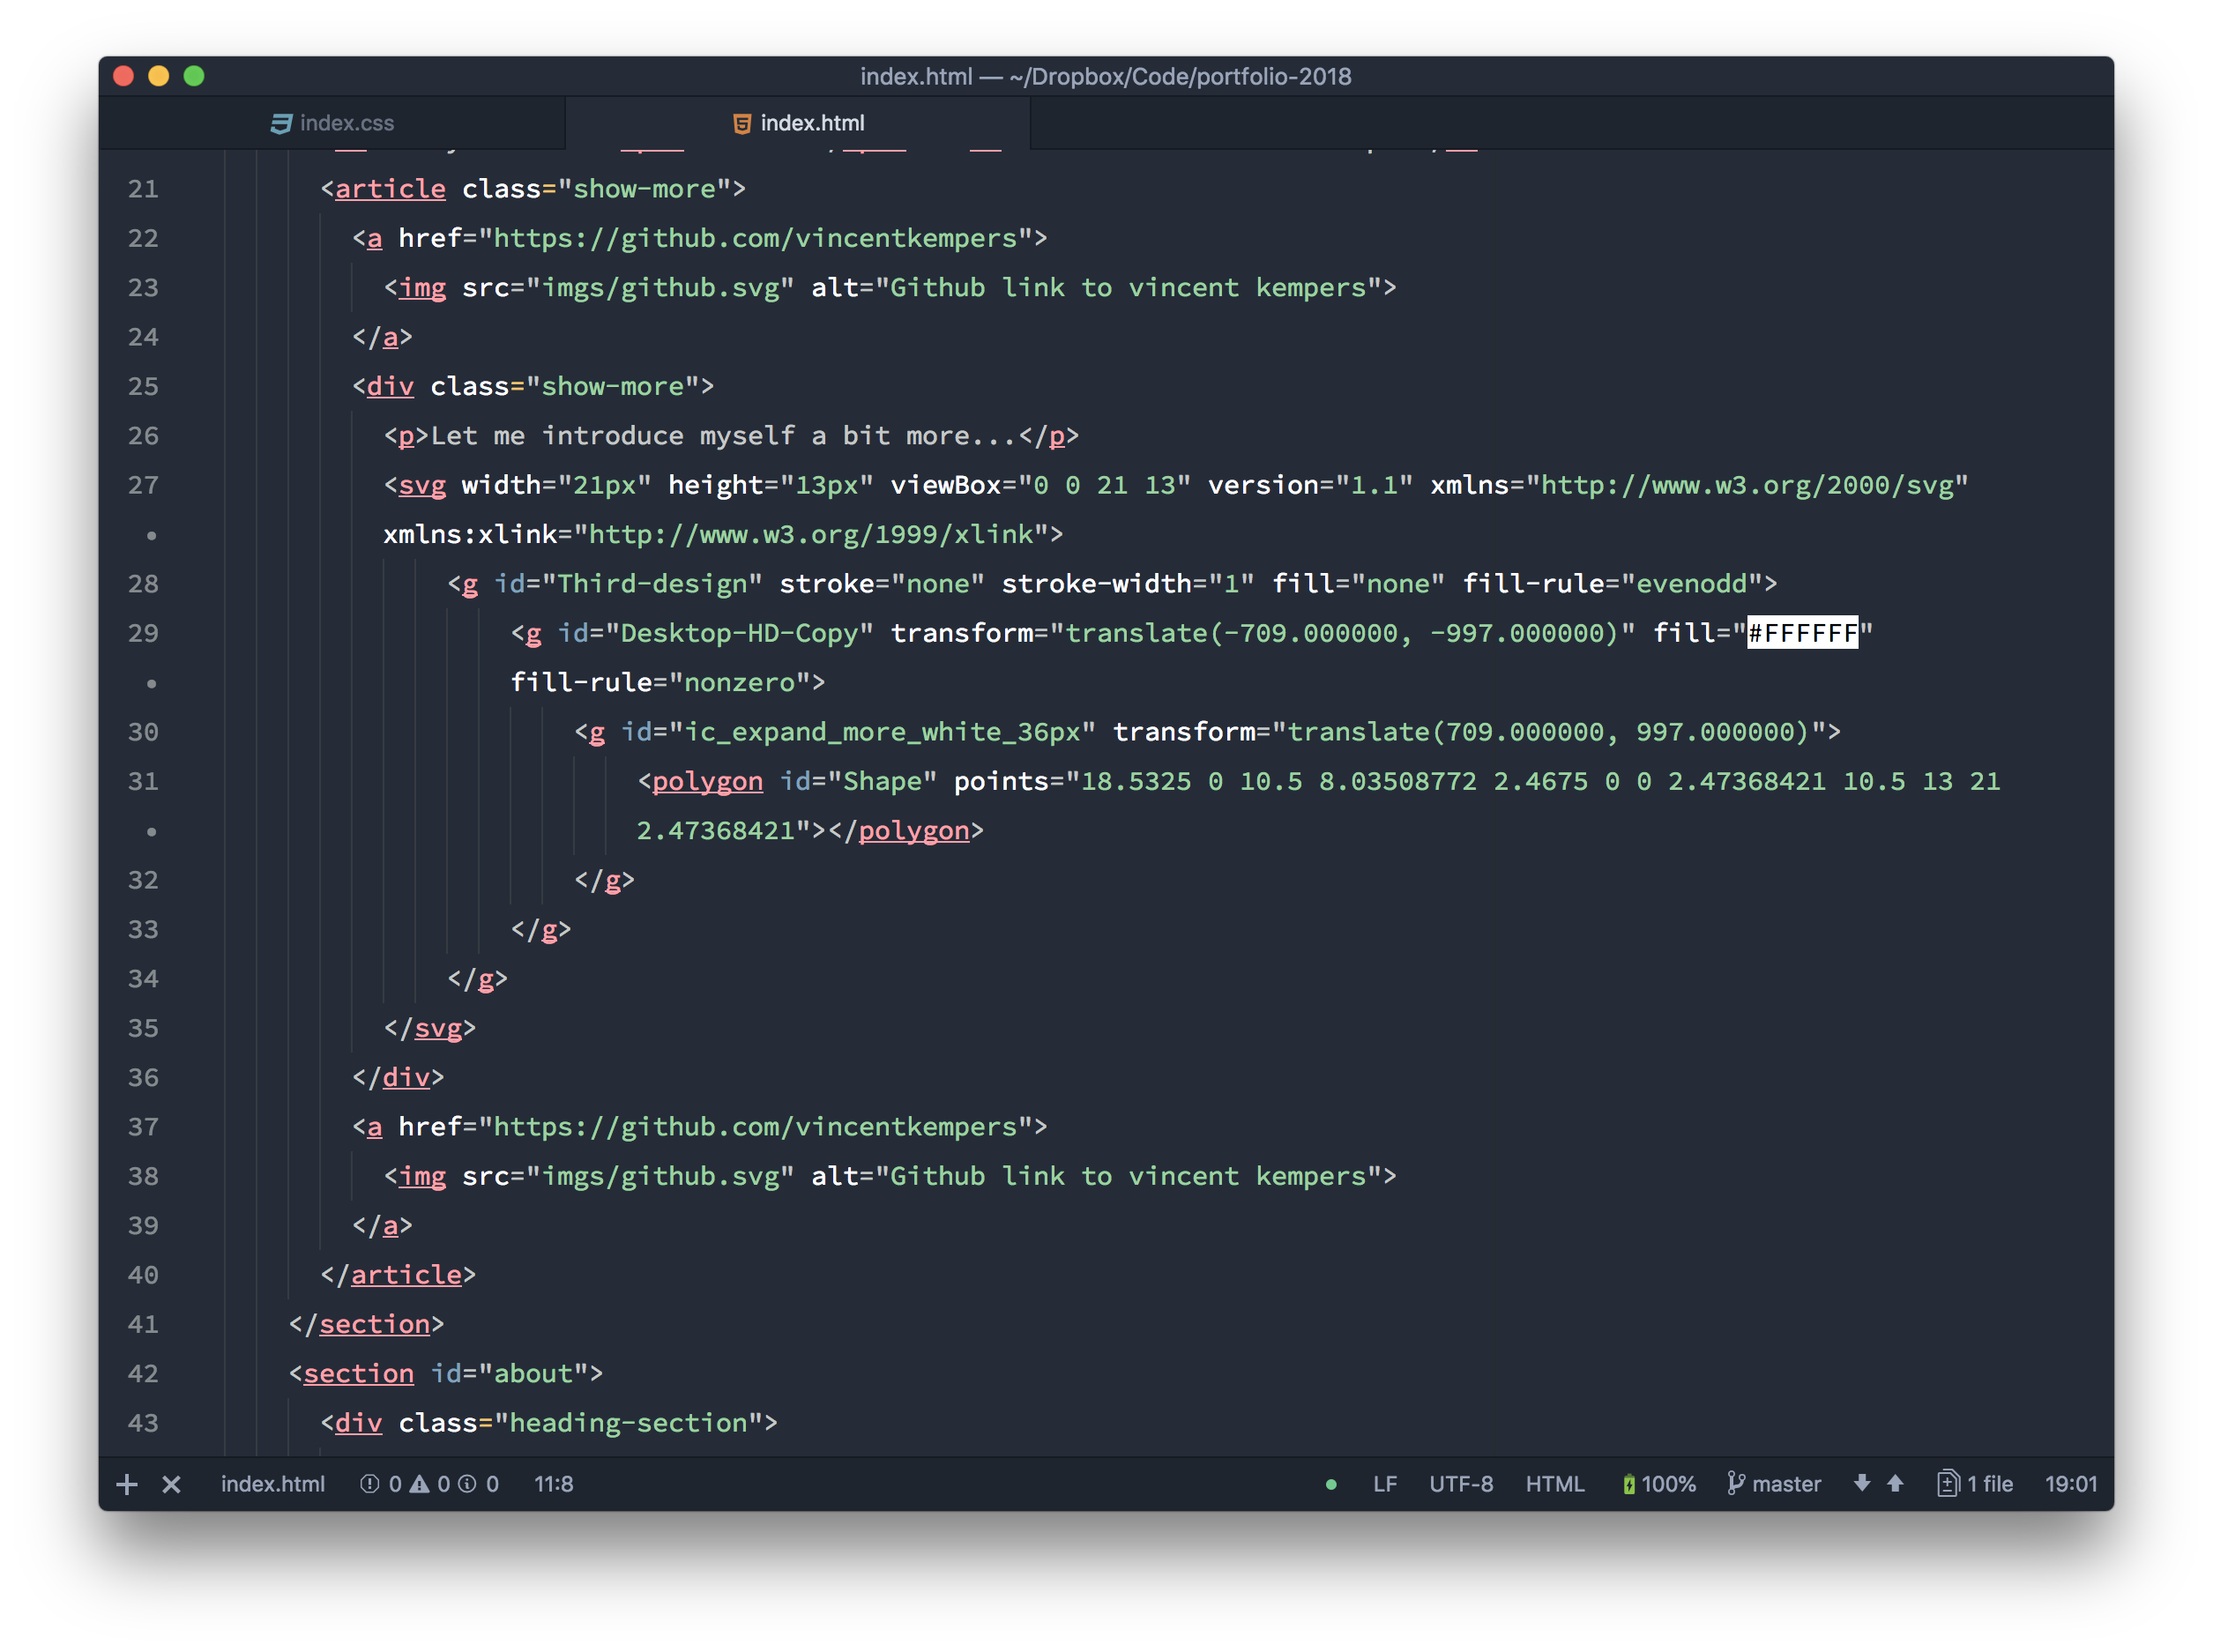 index.html — ~/Dropbox/Code/portfolio-2018
index.css
index.html
21 <article class="show-more">
22 <a href="https://github.com/vincentkempers">
23 <img src="imgs/github.svg" alt="Github link to vincent kempers">
24 </a>
25 <div class="show-more">
26 <p>Let me introduce myself a bit more...</p>
27 <svg width="21px" height="13px" viewBox="0 0 21 13" version="1.1" xmlns="http://www.w3.org/2000/svg"
• xmlns:xlink="http://www.w3.org/1999/xlink">
28 <g id="Third-design" stroke="none" stroke-width="1" fill="none" fill-rule="evenodd">
29 <g id="Desktop-HD-Copy" transform="translate(-709.000000, -997.000000)" fill="#FFFFFF"
• fill-rule="nonzero">
30 <g id="ic_expand_more_white_36px" transform="translate(709.000000, 997.000000)">
31 <polygon id="Shape" points="18.5325 0 10.5 8.03508772 2.4675 0 0 2.47368421 10.5 13 21
• 2.47368421"></polygon>
32 </g>
33 </g>
34 </g>
35 </svg>
36 </div>
37 <a href="https://github.com/vincentkempers">
38 <img src="imgs/github.svg" alt="Github link to vincent kempers">
39 </a>
40 </article>
41 </section>
42 <section id="about">
43 <div class="heading-section">
index.html 0 0 0 11:8 LF UTF-8 HTML 100% master 1 file 19:01